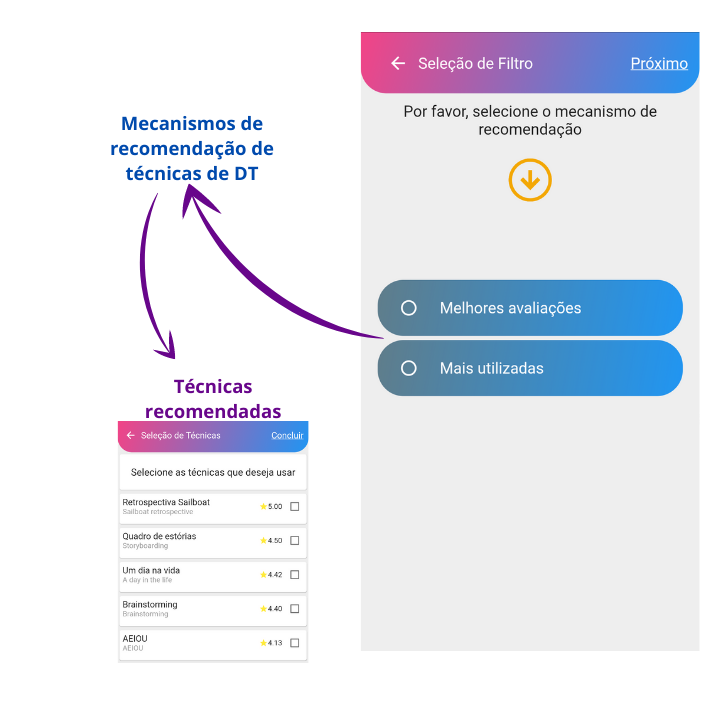 Mecanismos de
recomendação de
técnicas de DT
Seleção de Filtro
Próximo
Por favor, selecione o mecanismo de
recomendação
Melhores avaliações
Mais utilizadas
Técnicas
recomendadas
Seleção de Técnicas
Concluir
Selecione as técnicas que deseja usar
Retrospectiva Sailboat
Sailboat retrospective
5.00
Quadro de estórias
Storyboarding
4.50
Um dia na vida
A day in the life
4.42
Brainstorming
Brainstorming
4.40
AEIOU
AEIOU
4.13